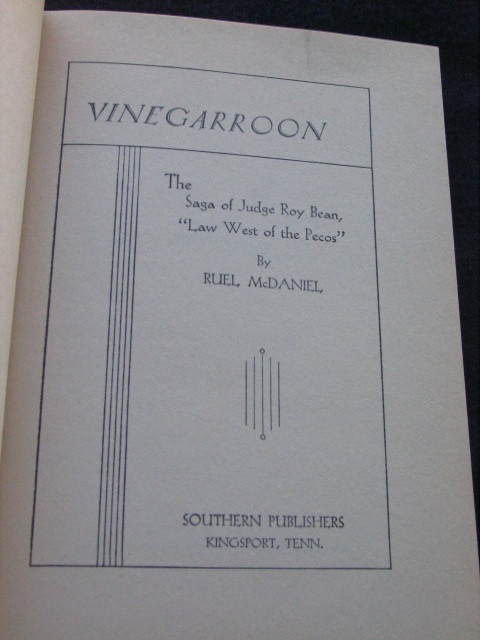 VINEGARROON
The
Saga of Judge Roy Bean,
"Law West of the Pecos"
By
RUEL McDANIEL
SOUTHERN PUBLISHERS
KINGSPORT, TENN.